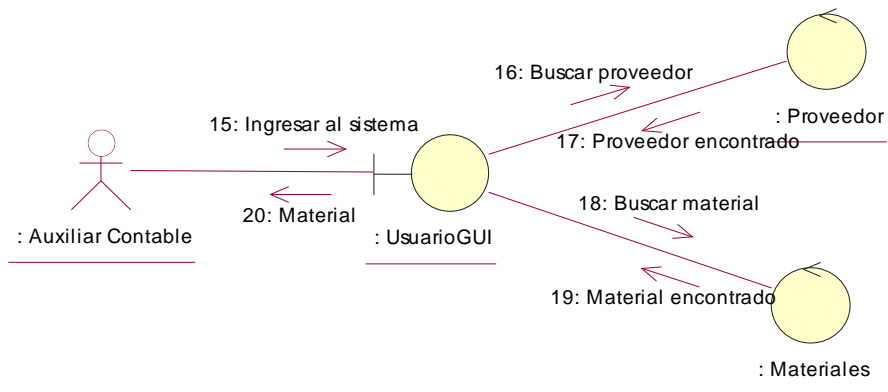 16: Buscar proveedor
: Proveedor
15: Ingresar al sistema
17: Proveedor encontrado
20: Material
18: Buscar material
: Auxiliar Contable
: UsuarioGUI
19: Material encontrado
: Materiales